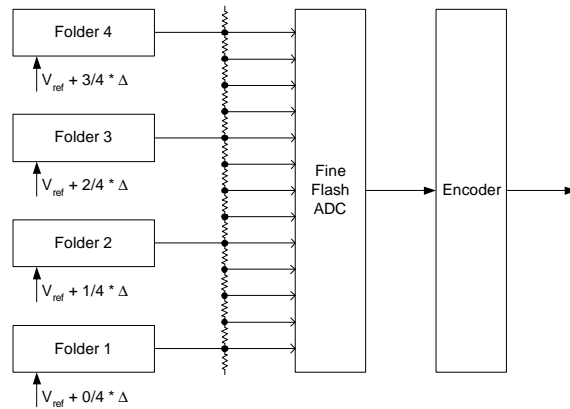 Folder 4
V_ref + 3/4 * Δ
Folder 3
V_ref + 2/4 * Δ
Folder 2
V_ref + 1/4 * Δ
Folder 1
V_ref + 0/4 * Δ
Fine
Flash
ADC
Encoder